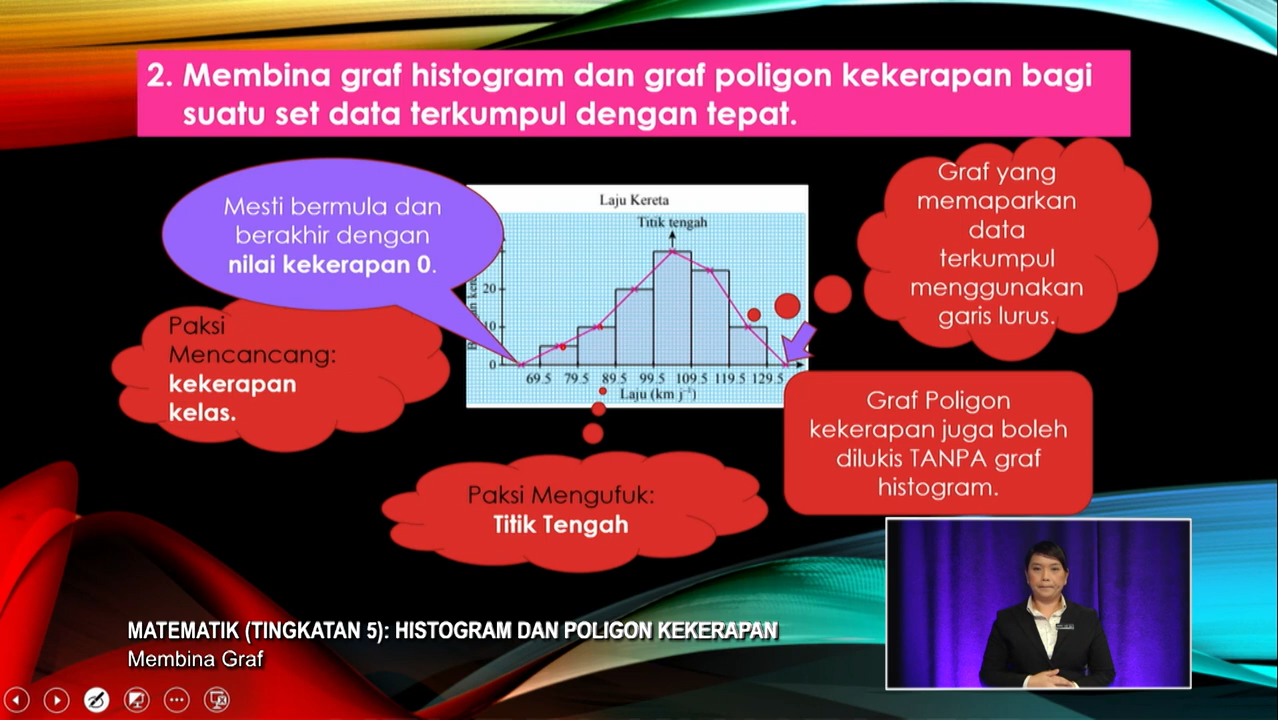 2. Membina graf histogram dan graf poligon kekerapan bagi
suatu set data terkumpul dengan tepat.
Mesti bermula dan
berakhir dengan
nilai kekerapan 0.
Paksi
Mencancang:
kekerapan
kelas.
Laju Kereta
Titik tengah
20
0
69.5 79.5 89.5 99.5 109.5 119.5 129.5
Laju (km j⁻¹)
Graf yang
memaparkan
data
terkumpul
menggunakan
garis lurus.
Graf Poligon
kekerapan juga boleh
dilukis TANPA graf
histogram.
Paksi Mengufuk:
Titik Tengah
MATEMATIK (TINGKATAN 5): HISTOGRAM DAN POLIGON KEKERAPAN
Membina Graf